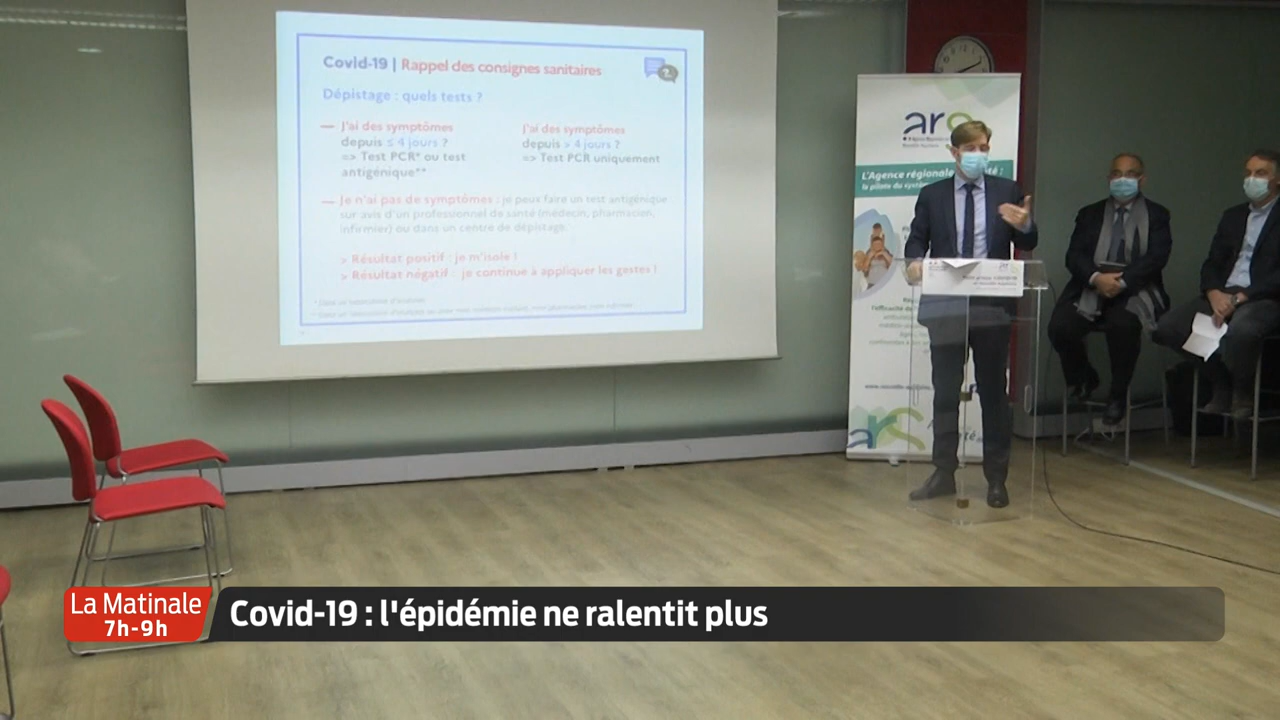 Covid-19 | Rappel des consignes sanitaires
Dépistage : quels tests ?
— J'ai des symptômes
depuis ≤ 4 jours ?
=> Test PCR* ou test
antigénique**
J'ai des symptômes
depuis > 4 jours ?
=> Test PCR uniquement
— Je n'ai pas de symptômes : je peux faire un test antigénique
sur avis d'un professionnel de santé (médecin, pharmacien,
infirmier) ou dans un centre de dépistage.
> Résultat positif : je m'isole !
> Résultat négatif : je continue à appliquer les gestes !
ars
L'Agence régionale
la pilote du
ars
La Matinale
7h-9h
Covid-19 : l'épidémie ne ralentit plus